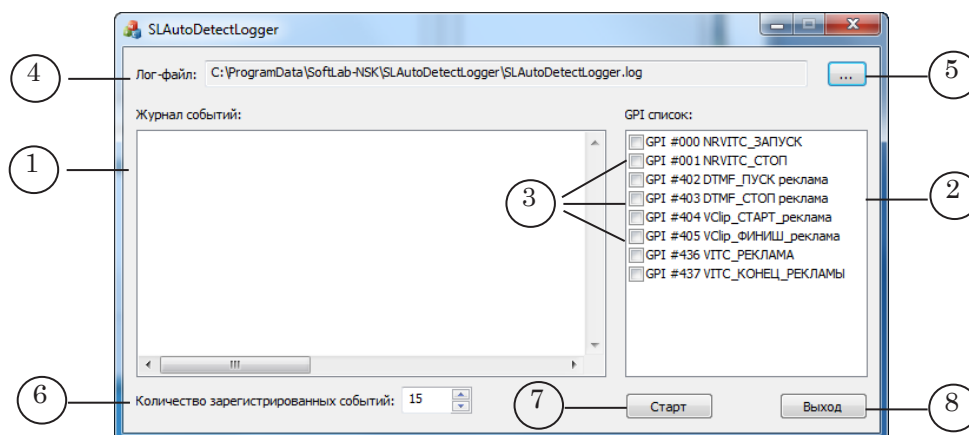 SLAutoDetectLogger
4
Лог-файл: C:\ProgramData\SoftLab-NSK\SLAutoDetectLogger\SLAutoDetectLogger.log
...
5
Журнал событий:
GPI список:
1
GPI #000 NRVITC_ЗАПУСК
GPI #001 NRVITC_СТОП
GPI #402 DTMF_ПУСК реклама
GPI #403 DTMF_СТОП реклама
GPI #404 VClip_СТАРТ_реклама
GPI #405 VClip_ФИНИШ_реклама
GPI #436 VITC_РЕКЛАМА
GPI #437 VITC_КОНЕЦ_РЕКЛАМЫ
3
2
6
Количество зарегистрированных событий: 15
7
Старт
Выход
8